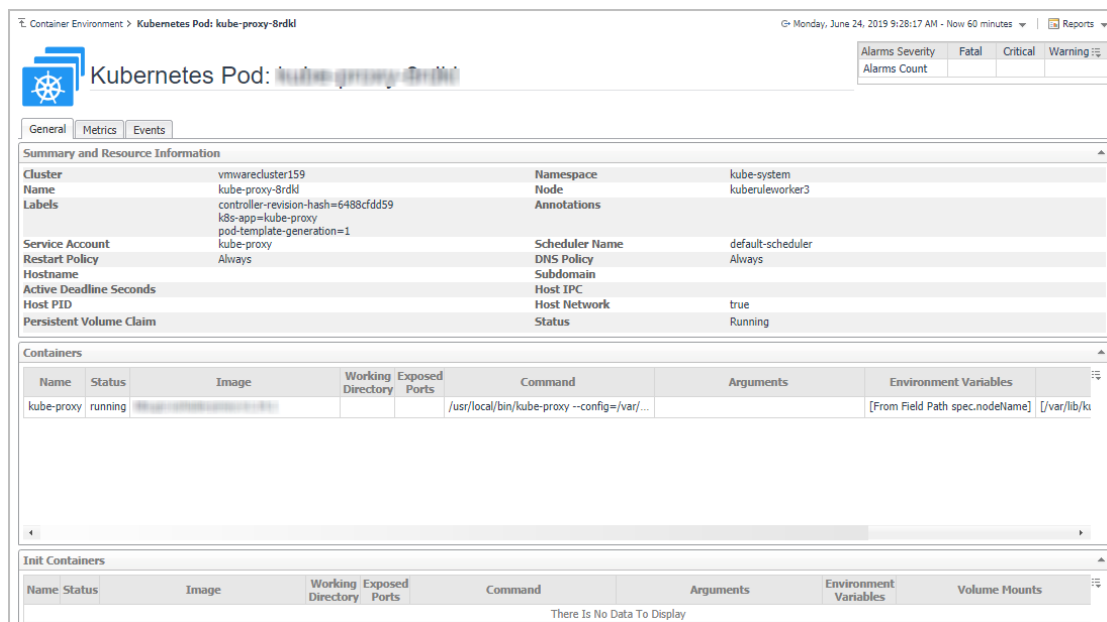 Container Environment > Kubernetes Pod: kube-proxy-8rdkl
Monday, June 24, 2019 9:28:17 AM - Now 60 minutes
Reports
Kubernetes Pod:
Alarms Severity Fatal Critical Warning
Alarms Count
General Metrics Events
Summary and Resource Information
Cluster vmwarecluster159 Namespace kube-system
Name kube-proxy-8rdkl Node kuberuleworker3
Labels controller-revision-hash=6488cfdd59 Annotations
k8s-app=kube-proxy
pod-template-generation=1
Service Account kube-proxy Scheduler Name default-scheduler
Restart Policy Always DNS Policy Always
Hostname Subdomain
Active Deadline Seconds Host IPC
Host PID Host Network true
Persistent Volume Claim Status Running
Containers
Name Status Image Working Directory Exposed Ports Command Arguments Environment Variables
kube-proxy running /usr/local/bin/kube-proxy --config=/var/... [From Field Path spec.nodeName] [/var/lib/ku
Init Containers
Name Status Image Working Directory Exposed Ports Command Arguments Environment Variables Volume Mounts
There Is No Data To Display